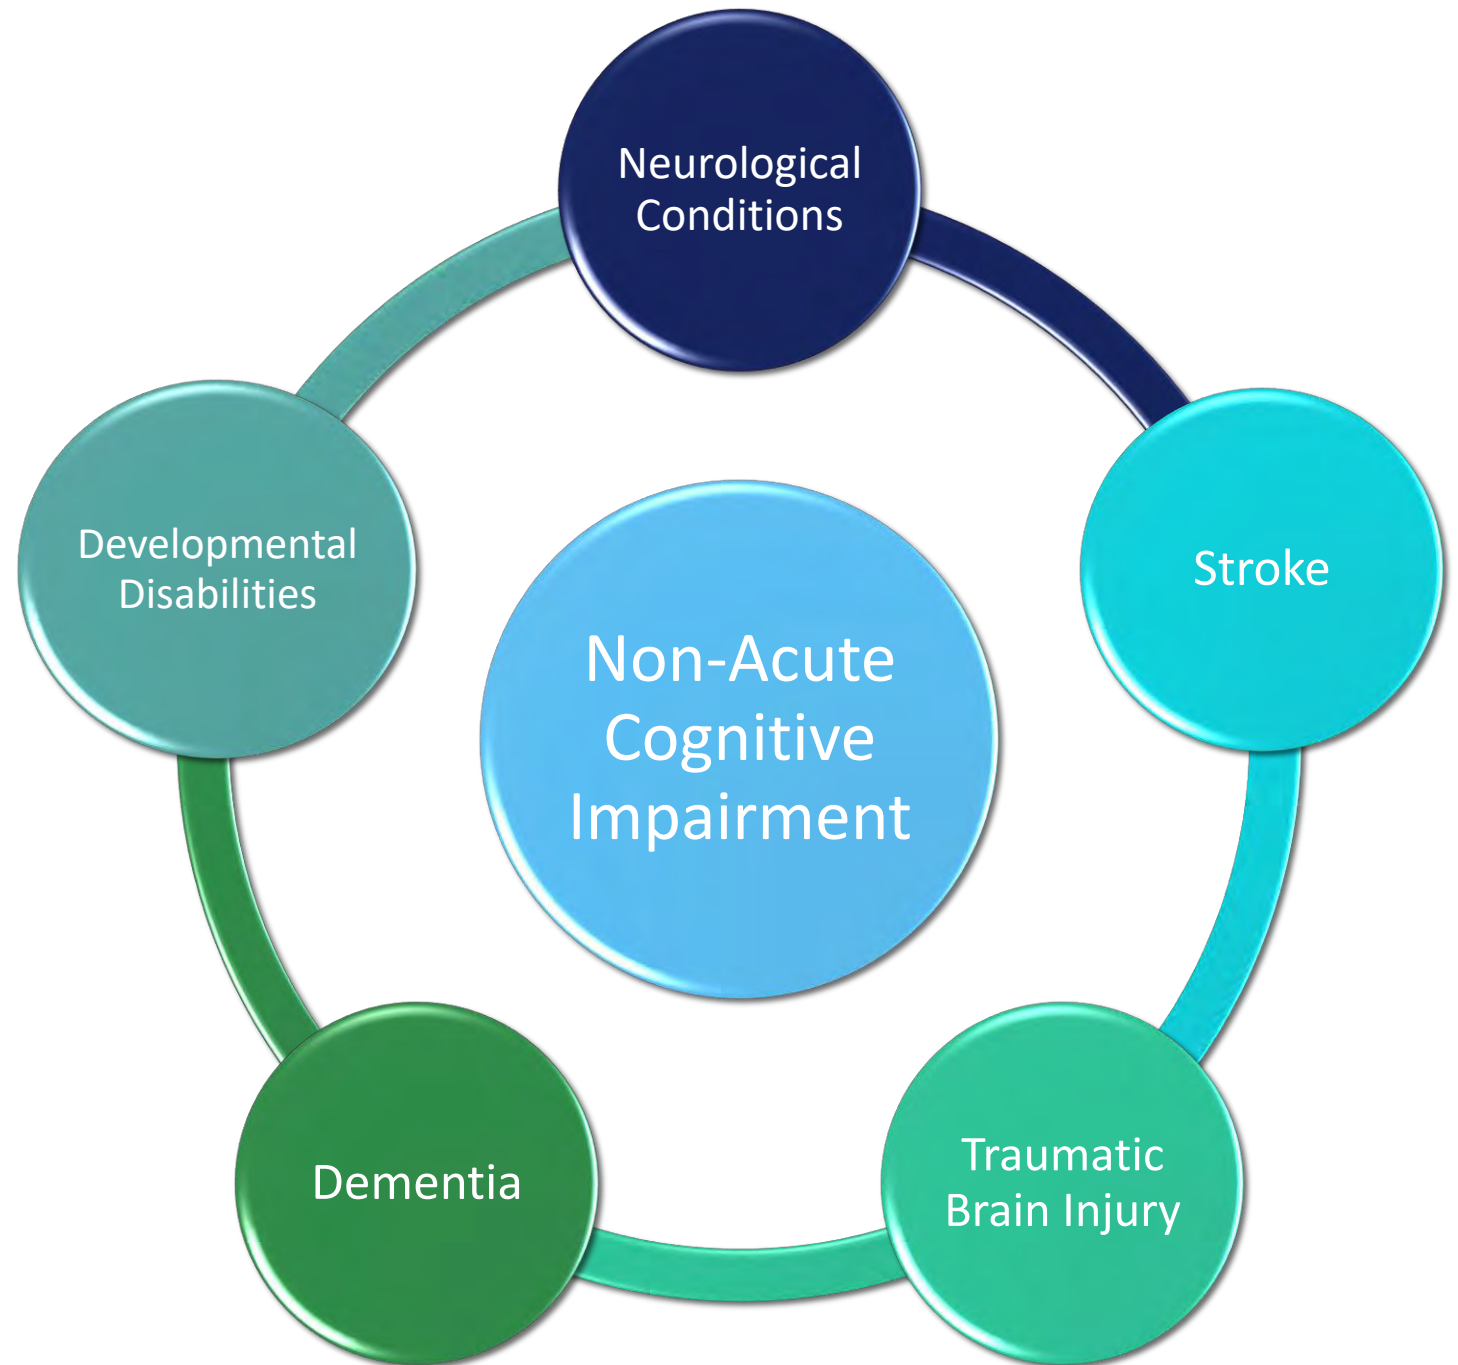 Neurological
Conditions
Stroke
Traumatic
Brain Injury
Dementia
Developmental
Disabilities
Non-Acute
Cognitive
Impairment